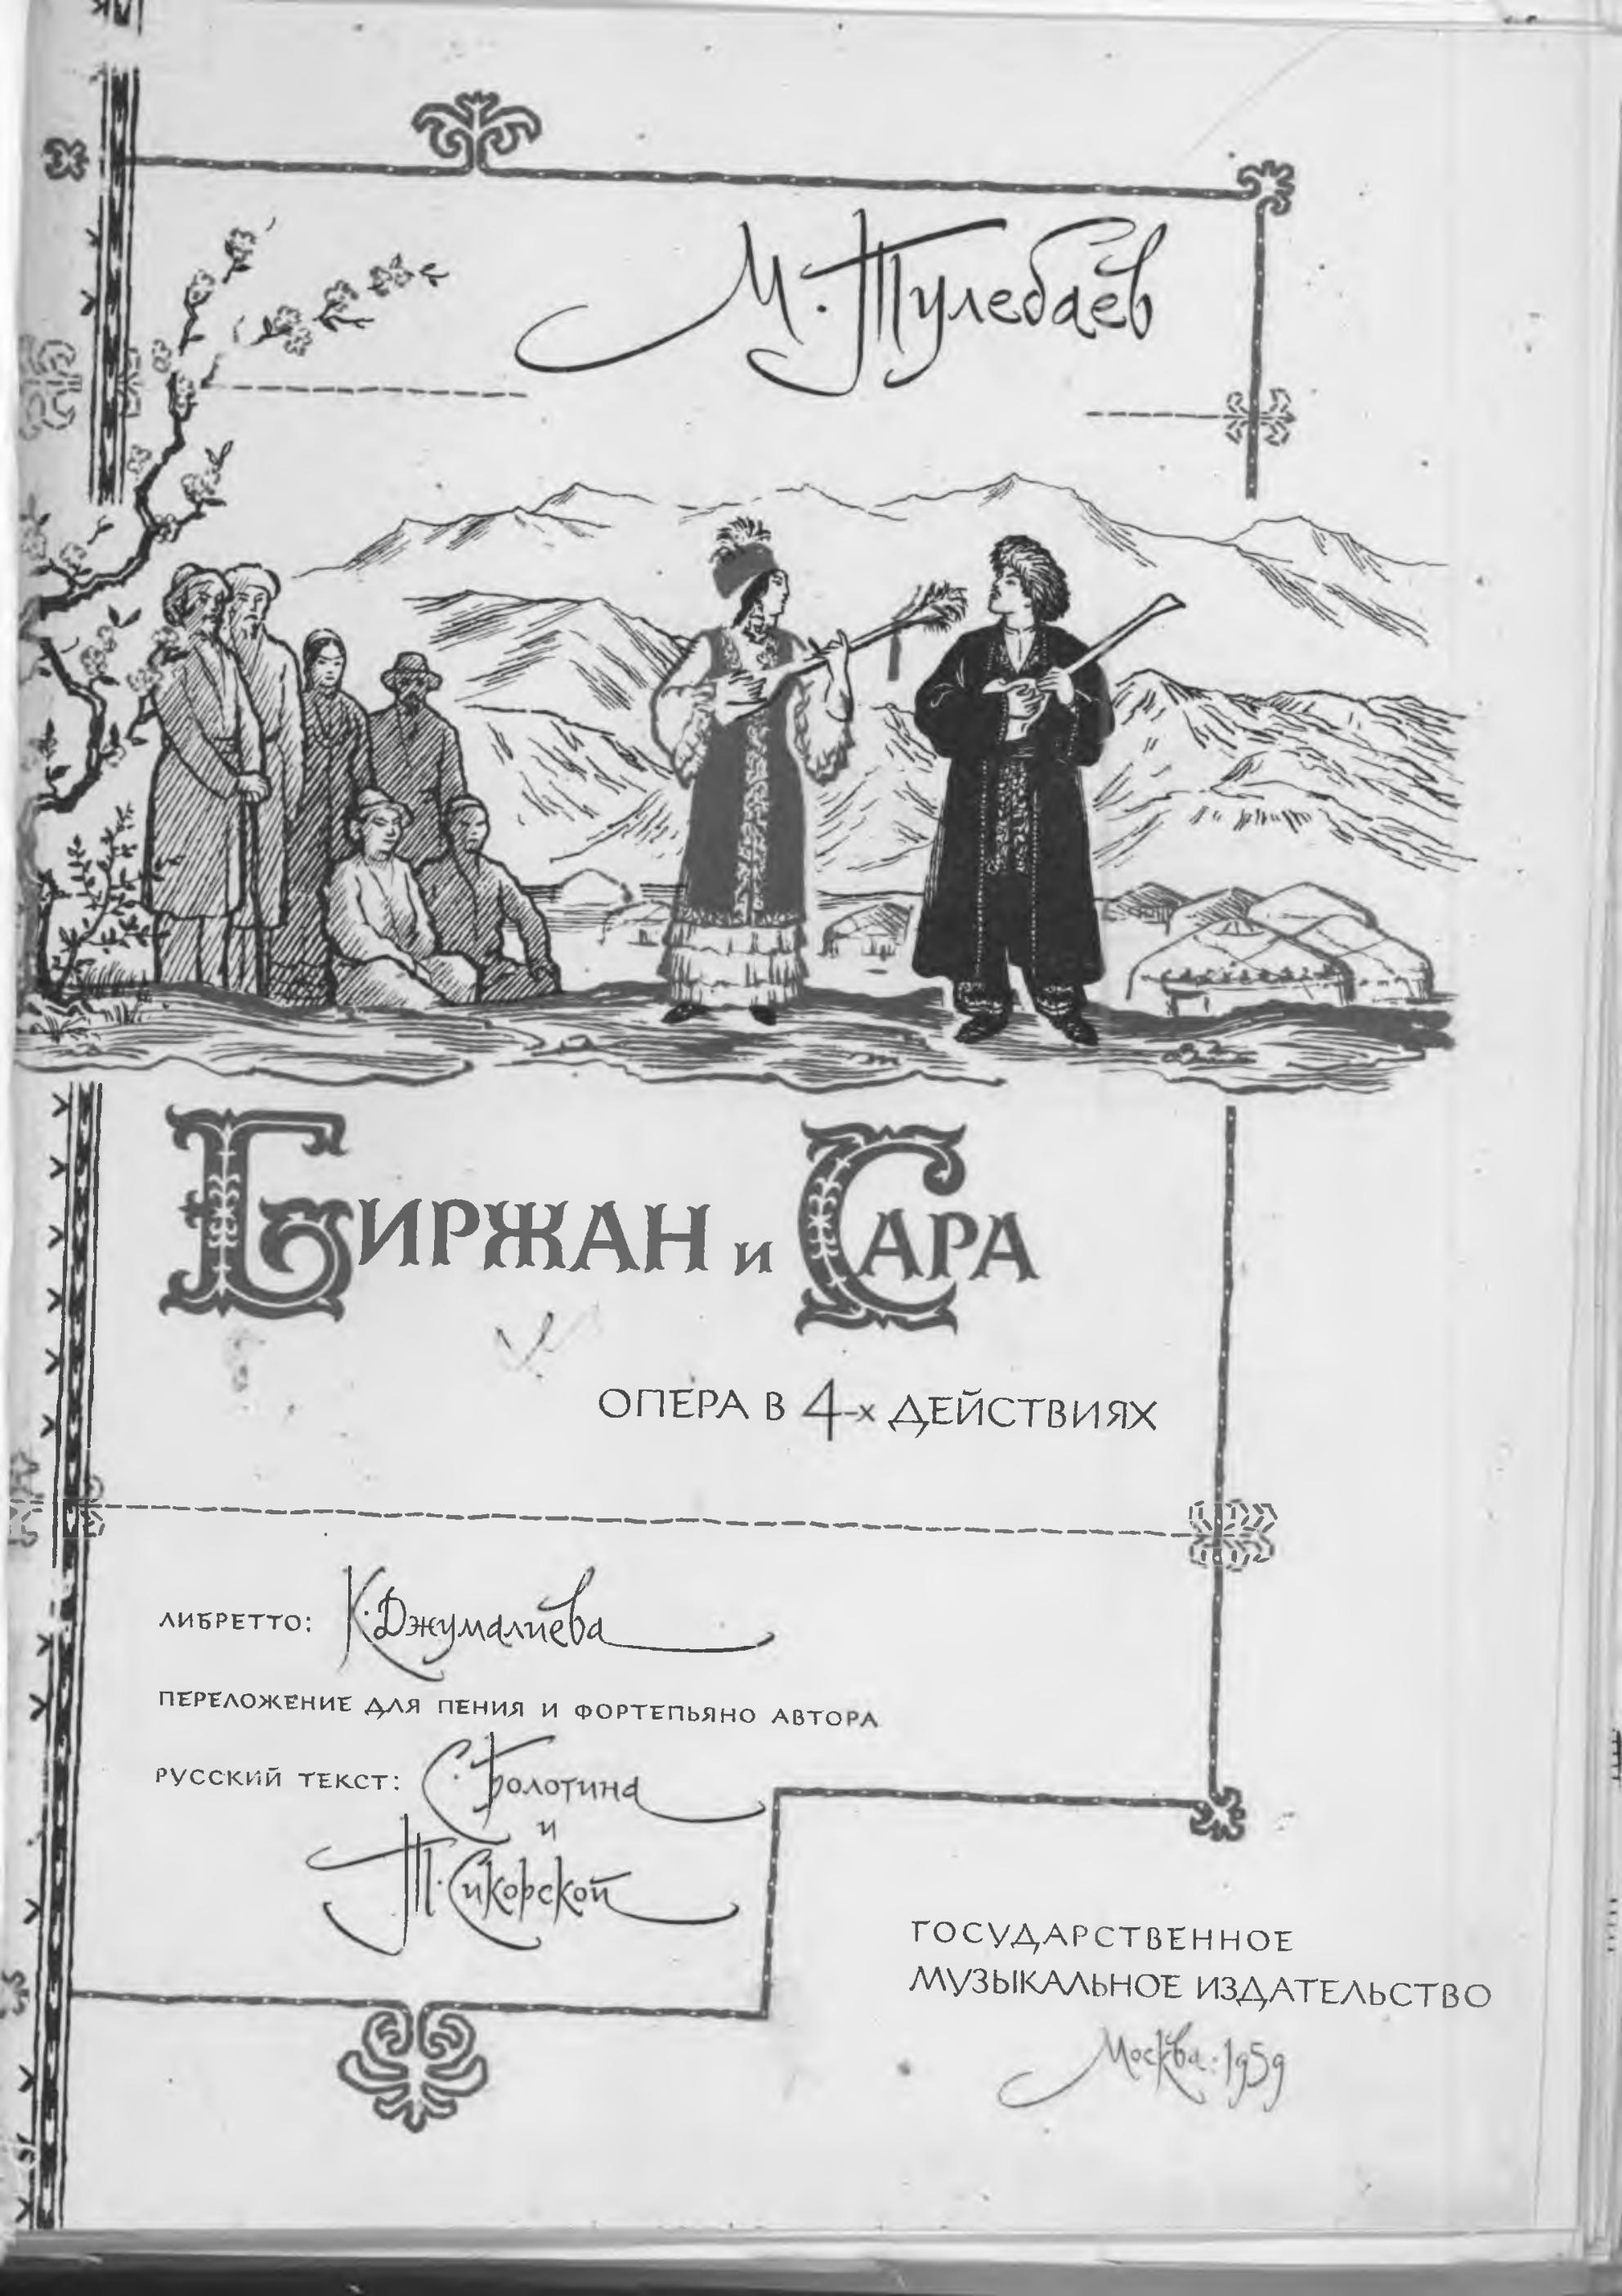 М. Тулебаев
Биржан и Сара
ОПЕРА В 4-х ДЕЙСТВИЯХ
ЛИБРЕТТО: К. Джумалиева
ПЕРЕЛОЖЕНИЕ ДЛЯ ПЕНИЯ И ФОРТЕПЬЯНО АВТОРА
РУССКИЙ ТЕКСТ: С. Болотина
и
Т. Сикорской
ГОСУДАРСТВЕННОЕ
МУЗЫКАЛЬНОЕ ИЗДАТЕЛЬСТВО
Москва · 1959